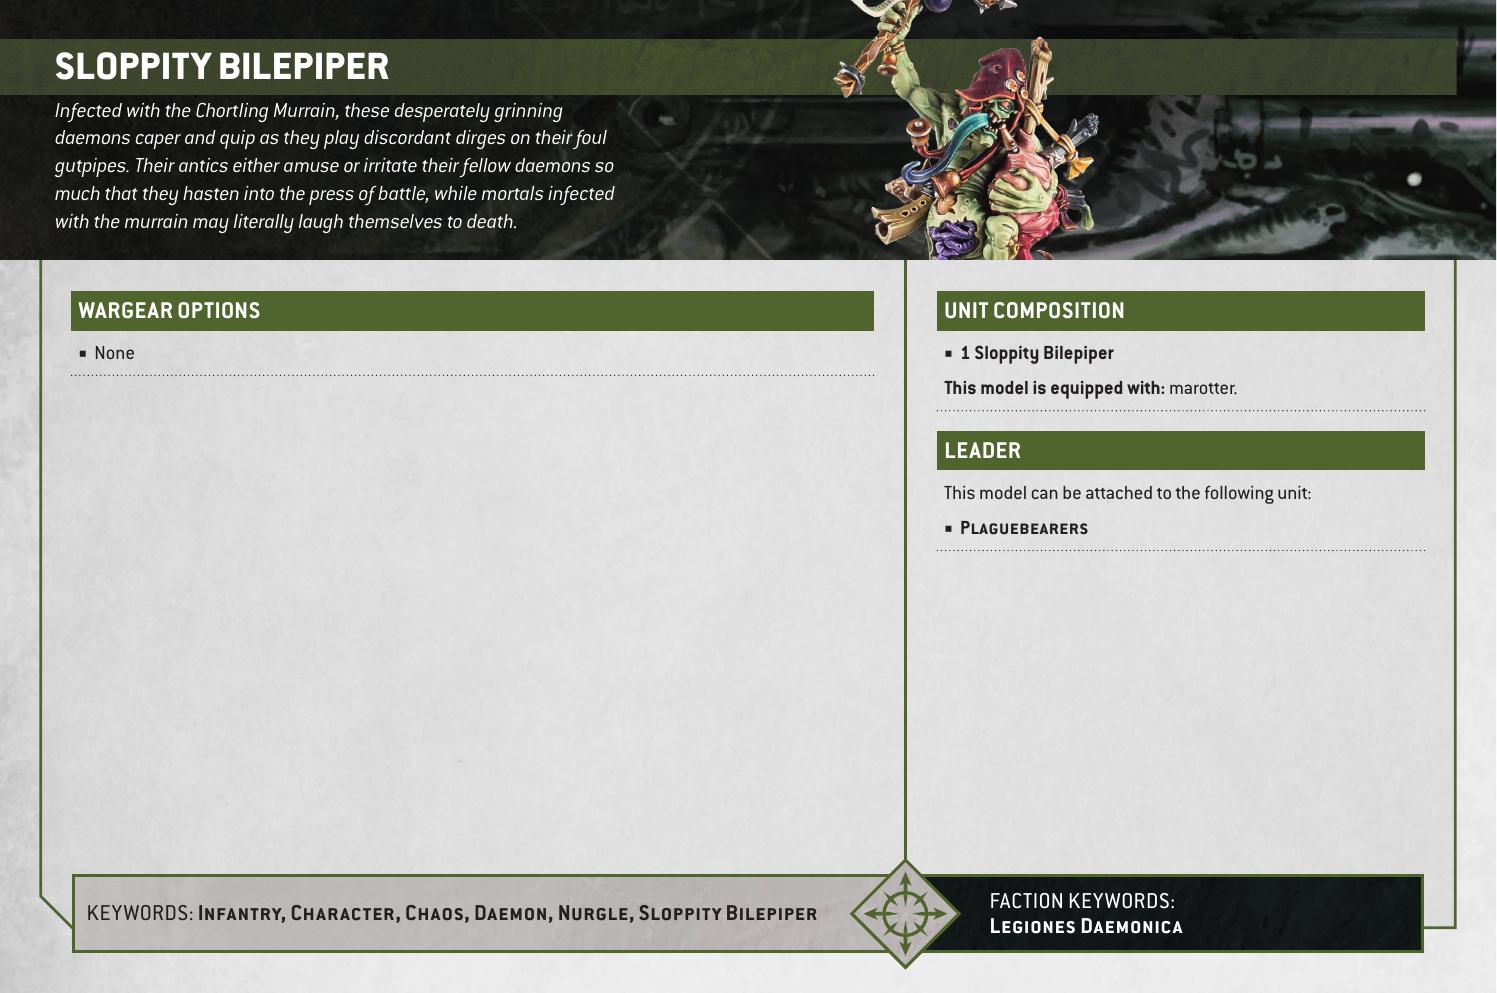 SLOPPITY BILEPIPER
Infected with the Chortling Murrain, these desperately grinning
daemons caper and quip as they play discordant dirges on their foul
gutpipes. Their antics either amuse or irritate their fellow daemons so
much that they hasten into the press of battle, while mortals infected
with the murrain may literally laugh themselves to death.
WARGEAR OPTIONS
▪ None
UNIT COMPOSITION
▪ 1 Sloppity Bilepiper
This model is equipped with: marotter.
LEADER
This model can be attached to the following unit:
▪ PLAGUEBEARERS
KEYWORDS: INFANTRY, CHARACTER, CHAOS, DAEMON, NURGLE, SLOPPITY BILEPIPER
FACTION KEYWORDS:
LEGIONES DAEMONICA